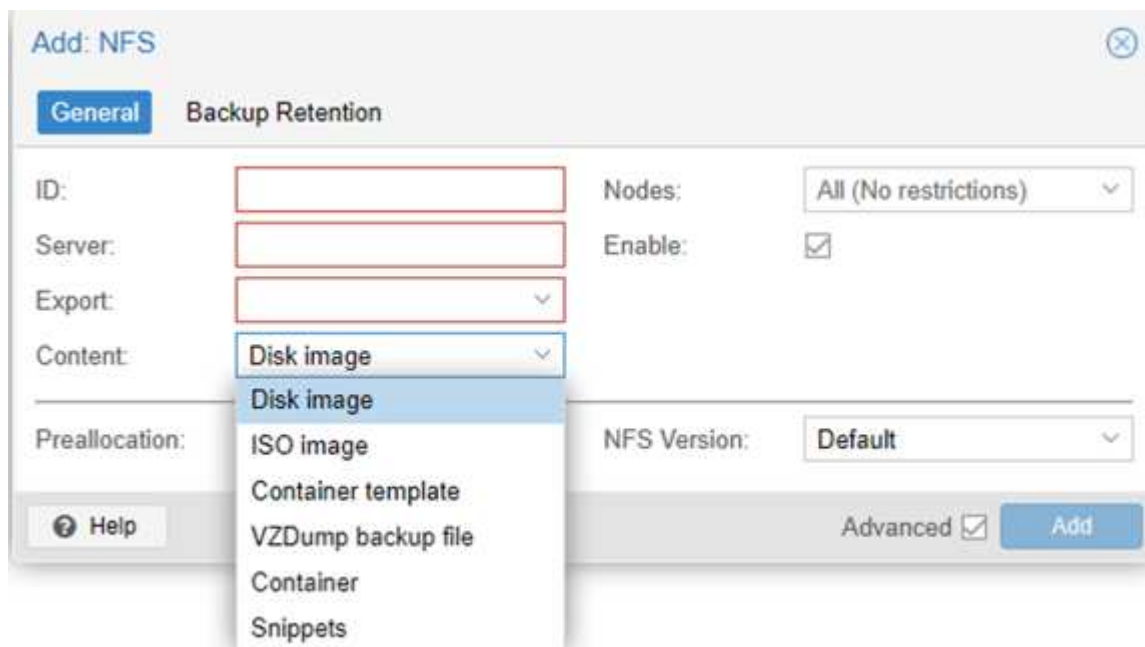 Add: NFS
General Backup Retention
ID: Nodes: All (No restrictions)
Server: Enable:
Export:
Content: Disk image
Disk image
Preallocation: ISO image NFS Version: Default
Container template
Help VZDump backup file Advanced Add
Container
Snippets